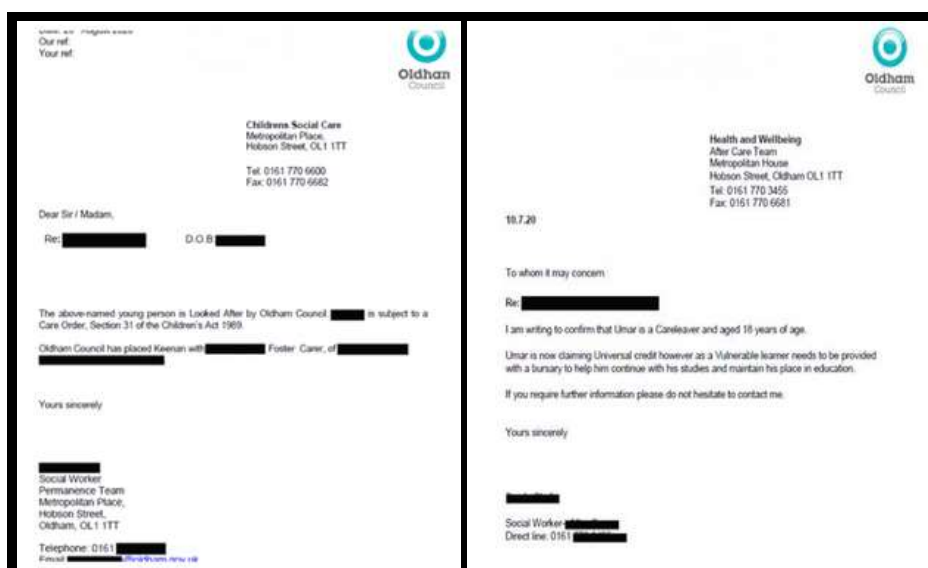 Our ref:
Your ref:
Oldhan
Council
Childrens Social Care
Metropolitan Place,
Hobson Street, OL1 1TT
Tel: 0161 770 6600
Fax: 0161 770 6682
Dear Sir / Madam,
Re:
D.O.B
The above-named young person is Looked After by Oldham Council is subject to a
Care Order, Section 31 of the Children's Act 1989.
Oldham Council has placed Keenan with Foster Carer, of
Yours sincerely
Social Worker
Permanence Team
Metropolitan Place,
Hobson Street,
Oldham, OL1 1TT
Telephone: 0161
Oldham
Council
Health and Wellbeing
After Care Team
Metropolitan House
Hobson Street, Oldham OL1 1TT
Tel: 0161 770 3455
Fax: 0161 770 6681
10.7.20
To whom it may concern
Re:
I am writing to confirm that Umar is a Careleaver and aged 18 years of age.
Umar is now claiming Universal credit however as a Vulnerable learner needs to be provided
with a bursary to help him continue with his studies and maintain his place in education.
If you require further information please do not hesitate to contact me.
Yours sincerely
Social Worker
Direct line: 0161